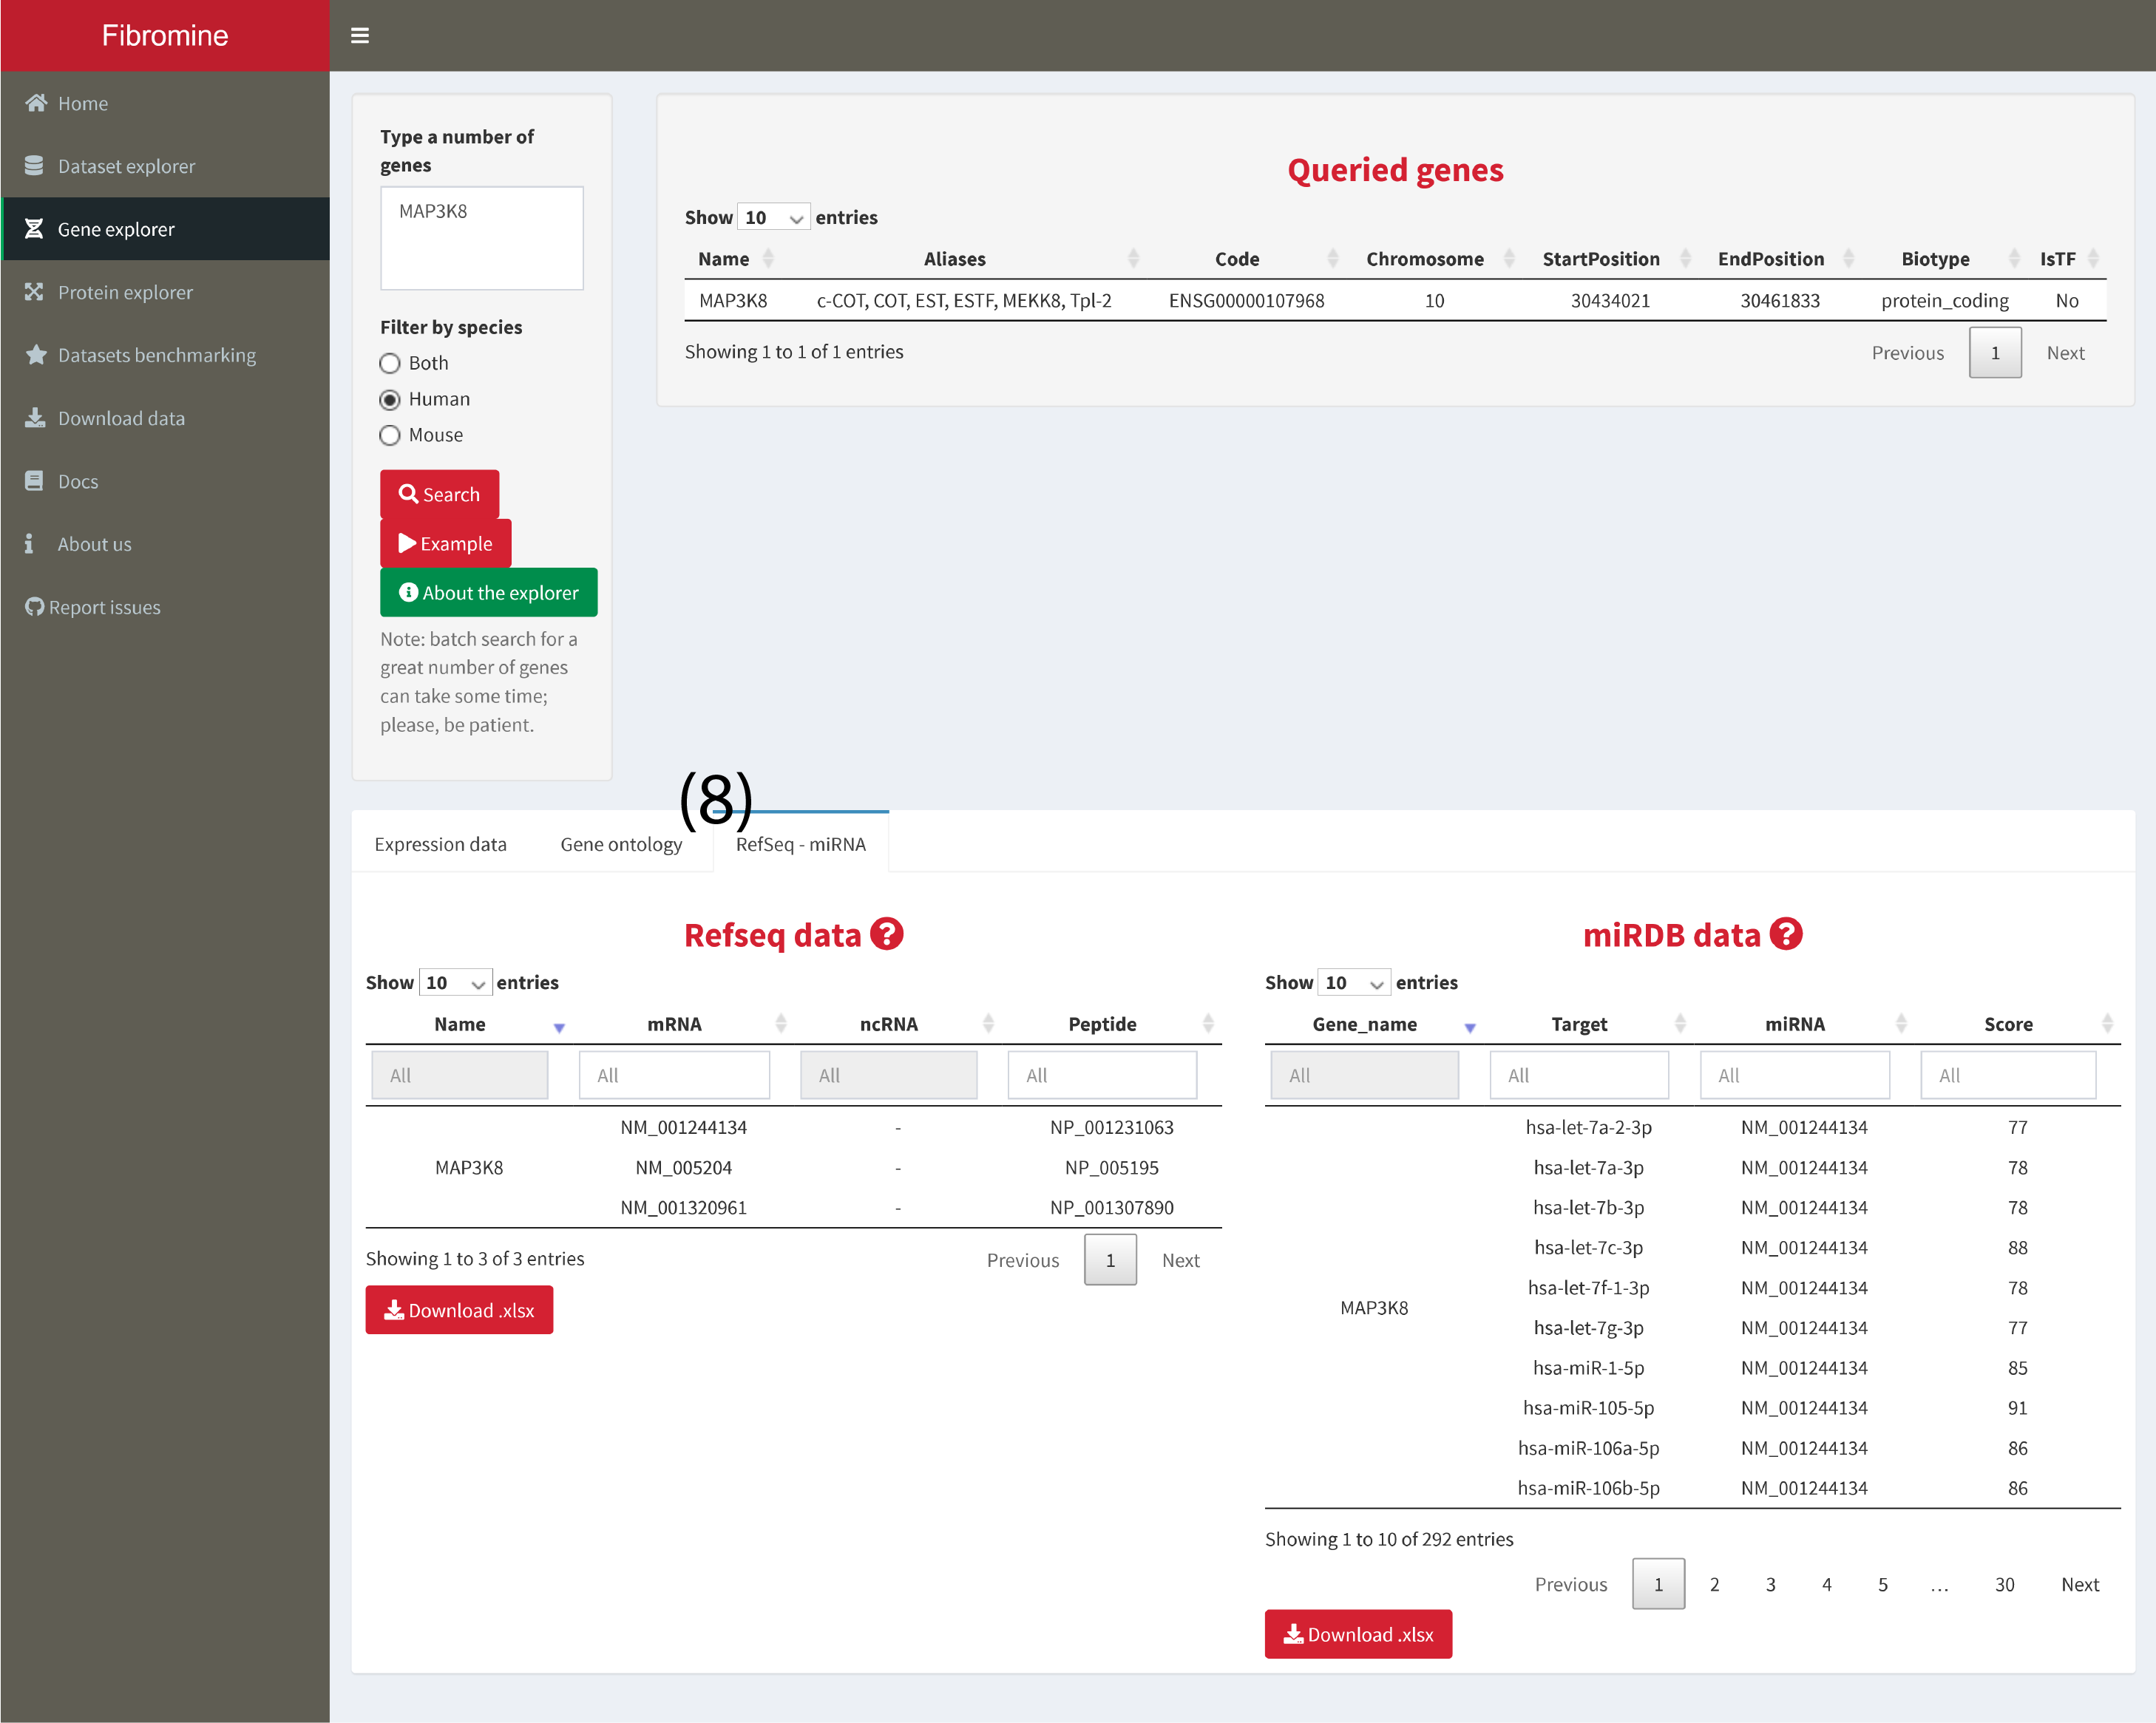 Fibromine
Home
Dataset explorer
Gene explorer
Protein explorer
Datasets benchmarking
Download data
Docs
About us
Report issues
Type a number of
genes
MAP3K8
Filter by species
Both
Human
Mouse
Search
Example
About the explorer
Note: batch search for a
great number of genes
can take some time;
please, be patient.
Queried genes
Show 10 entries
Name Aliases Code Chromosome StartPosition EndPosition Biotype IsTF
MAP3K8 c-COT, COT, EST, ESTF, MEKK8, Tpl-2 ENSG00000107968 10 30434021 30461833 protein_coding No
Showing 1 to 1 of 1 entries
Previous 1 Next
(8)
Expression data Gene ontology RefSeq - miRNA
Refseq data ?
Show 10 entries
Name mRNA ncRNA Peptide
All All All All
NM_001244134 - NP_001231063
MAP3K8 NM_005204 - NP_005195
NM_001320961 - NP_001307890
Showing 1 to 3 of 3 entries
Previous 1 Next
Download .xlsx
miRDB data ?
Show 10 entries
Gene_name Target miRNA Score
All All All All
hsa-let-7a-2-3p NM_001244134 77
hsa-let-7a-3p NM_001244134 78
hsa-let-7b-3p NM_001244134 78
hsa-let-7c-3p NM_001244134 88
hsa-let-7f-1-3p NM_001244134 78
MAP3K8
hsa-let-7g-3p NM_001244134 77
hsa-miR-1-5p NM_001244134 85
hsa-miR-105-5p NM_001244134 91
hsa-miR-106a-5p NM_001244134 86
hsa-miR-106b-5p NM_001244134 86
Showing 1 to 10 of 292 entries
Previous 1 2 3 4 5 ... 30 Next
Download .xlsx